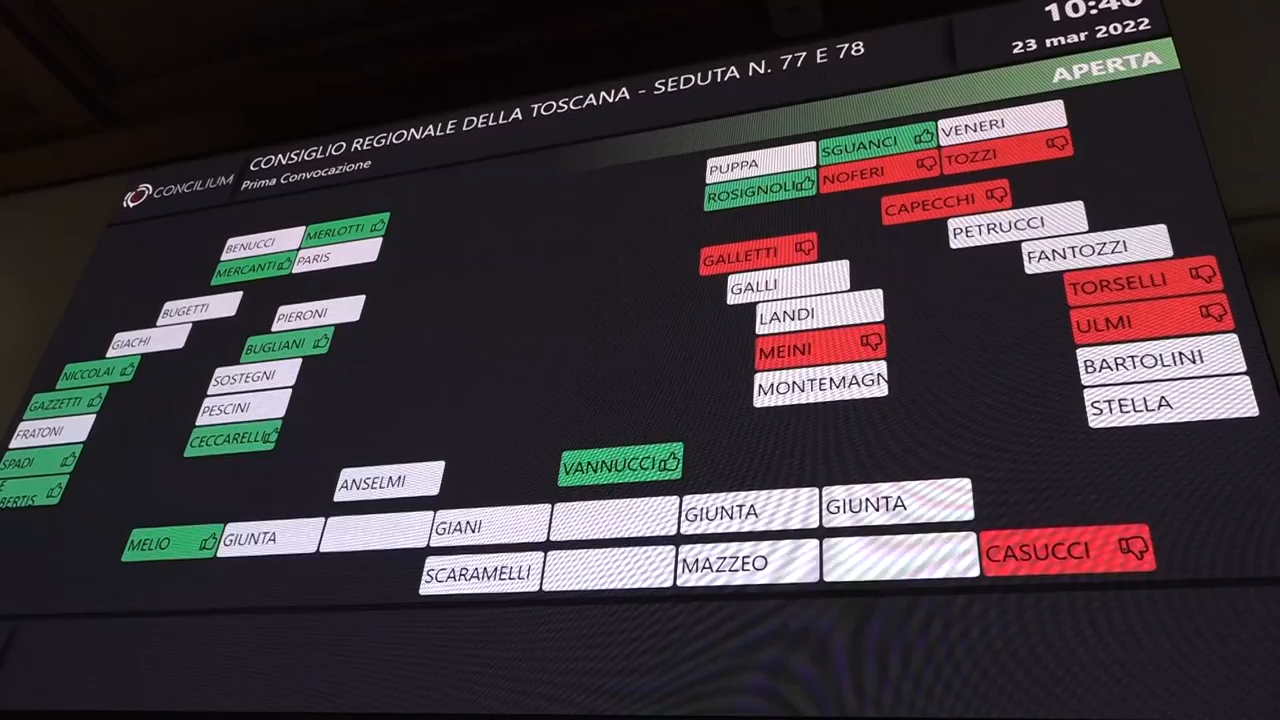 10:40
23 mar 2022
CONSIGLIO REGIONALE DELLA TOSCANA - SEDUTA N. 77 E 78
Prima Convocazione
APERTA
CONCILIUM
PUPPA
SGUANCI
VENERI
ROSIGNOLI
NOFERI
TOZZI
CAPECCHI
PETRUCCI
FANTOZZI
TORSELLI
ULMI
BARTOLINI
STELLA
BENUCCI
MERLOTTI
MERCANTI
PARIS
GALLETTI
GALLI
LANDI
MEINI
MONTEMAGN
BUGETTI
GIACHI
NICCOLAI
GAZZETTI
FRATONI
SPADI
E
BERTIS
PIERONI
BUGLIANI
SOSTEGNI
PESCINI
CECCARELLI
ANSELMI
VANNUCCI
MELIO
GIUNTA
GIANI
GIUNTA
GIUNTA
SCARAMELLI
MAZZEO
CASUCCI